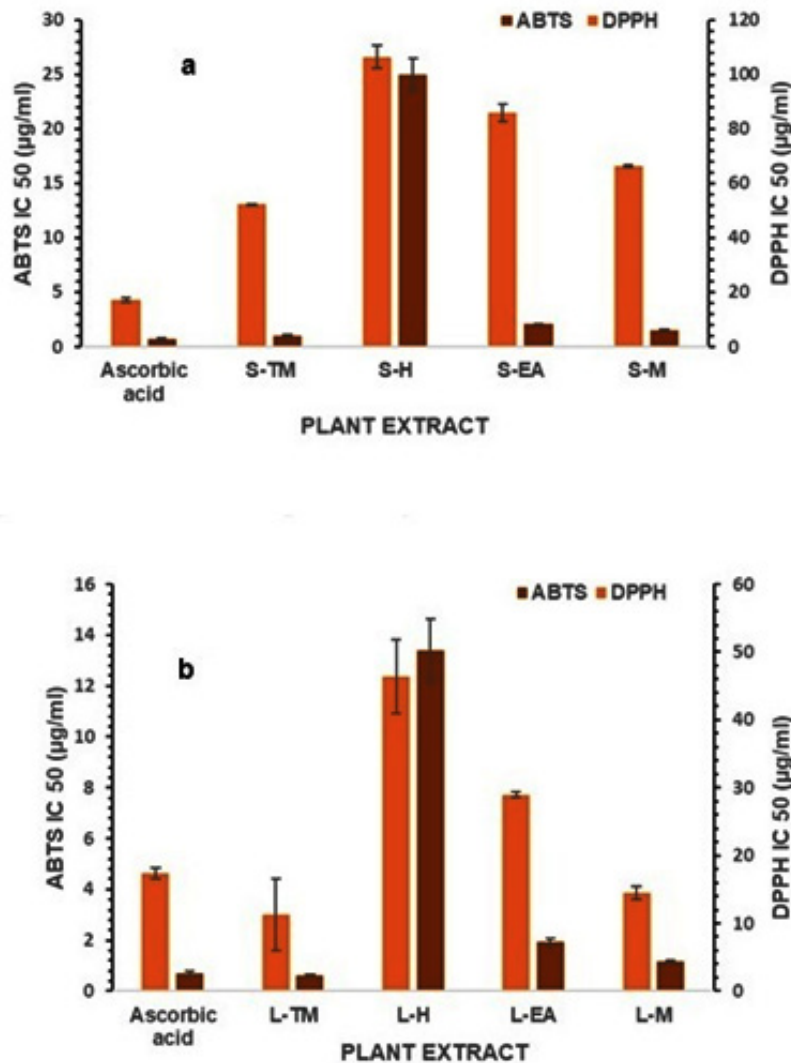 ABTS DPPH
a
30
25
20
15
10
5
0
ABTS IC 50 (µg/ml)
120
100
80
60
40
20
0
DPPH IC 50 (µg/ml)
Ascorbic acid S-TM S-H S-EA S-M
PLANT EXTRACT
ABTS DPPH
b
16
14
12
10
8
6
4
2
0
ABTS IC 50 (µg/ml)
60
50
40
30
20
10
0
DPPH IC 50 (µg/ml)
Ascorbic acid L-TM L-H L-EA L-M
PLANT EXTRACT